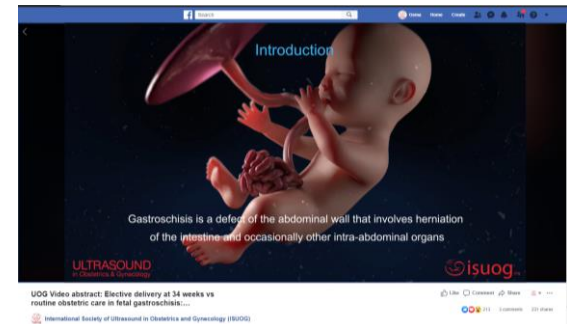 Search
Home Home Create
Introduction
Gastroschisis is a defect of the abdominal wall that involves herniation
of the intestine and occasionally other intra-abdominal organs
ULTRASOUND
in Obstetrics & Gynecology
isuog
UOG Video abstract: Elective delivery at 34 weeks vs
routine obstetric care in fetal gastroschisis:...
Like Comment Share
International Society of Ultrasound in Obstetrics and Gynecology (ISUOG)